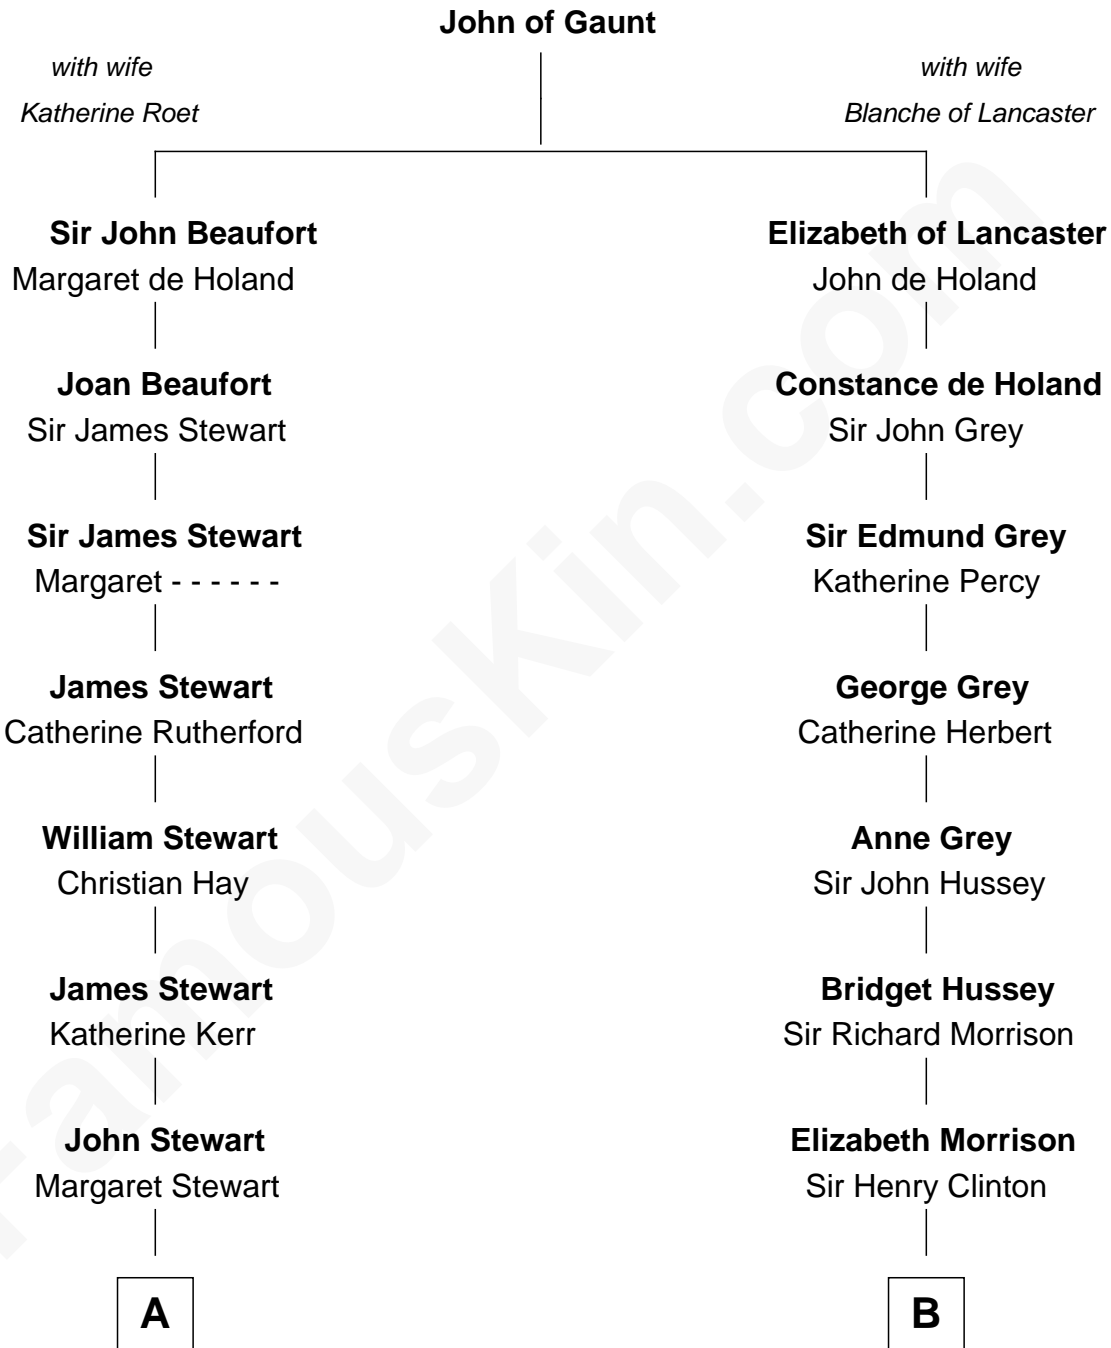 John of Gaunt
with wife
Katherine Roet
with wife
Blanche of Lancaster
Sir John Beaufort
Margaret de Holand
Elizabeth of Lancaster
John de Holand
Joan Beaufort
Sir James Stewart
Constance de Holand
Sir John Grey
Sir James Stewart
Margaret - - - - - -
Sir Edmund Grey
Katherine Percy
James Stewart
Catherine Rutherford
George Grey
Catherine Herbert
William Stewart
Christian Hay
Anne Grey
Sir John Hussey
James Stewart
Katherine Kerr
Bridget Hussey
Sir Richard Morrison
John Stewart
Margaret Stewart
Elizabeth Morrison
Sir Henry Clinton
A
B
FamousKin.com